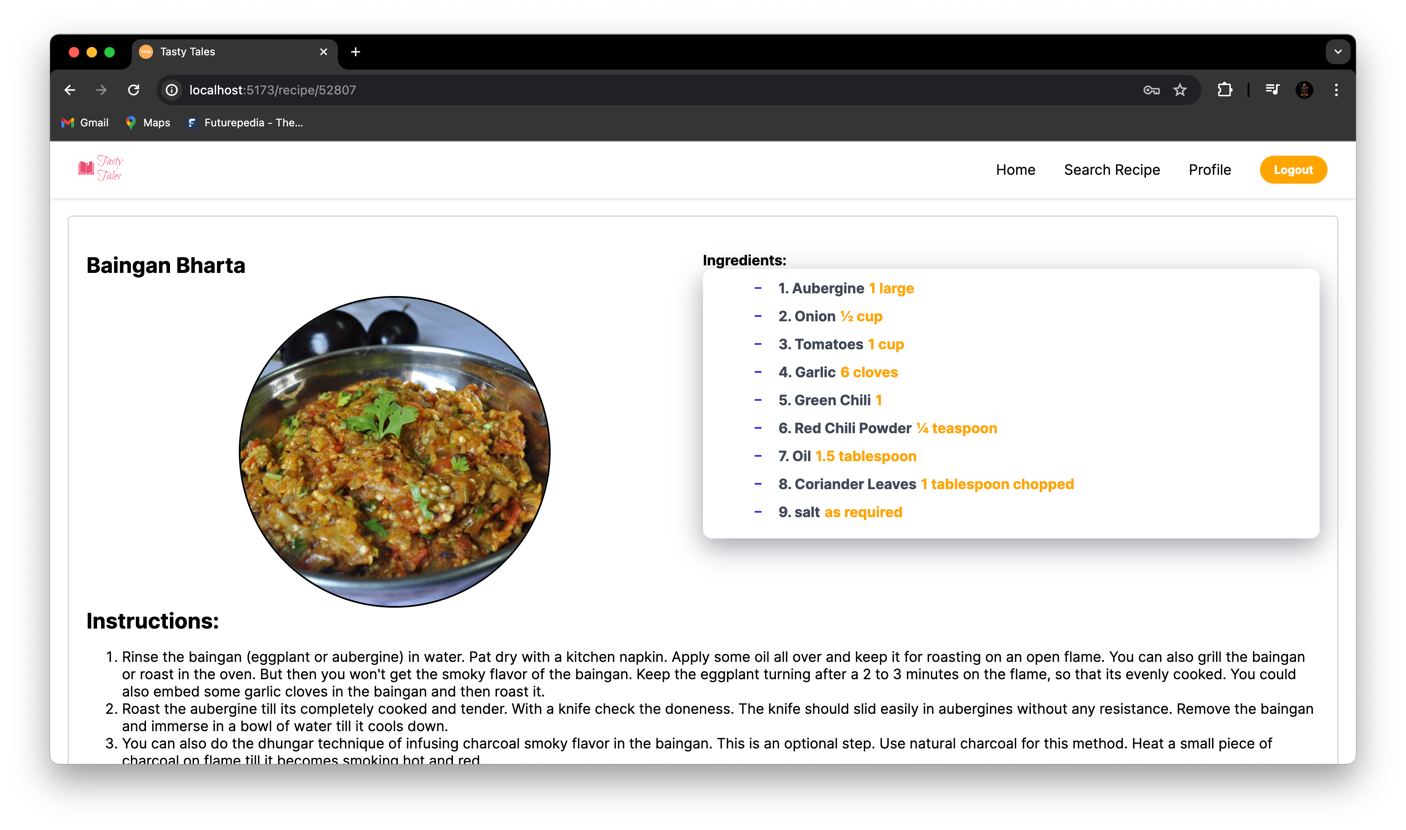 Tasty Tales
localhost:5173/recipe/52807
Gmail
Maps
Futurepedia - The...
Tasty
Tales
Home
Search Recipe
Profile
Logout
Baingan Bharta
Ingredients:
- 1. Aubergine 1 large
- 2. Onion ½ cup
- 3. Tomatoes 1 cup
- 4. Garlic 6 cloves
- 5. Green Chili 1
- 6. Red Chili Powder ¼ teaspoon
- 7. Oil 1.5 tablespoon
- 8. Coriander Leaves 1 tablespoon chopped
- 9. salt as required
Instructions:
1. Rinse the baingan (eggplant or aubergine) in water. Pat dry with a kitchen napkin. Apply some oil all over and keep it for roasting on an open flame. You can also grill the baingan
or roast in the oven. But then you won't get the smoky flavor of the baingan. Keep the eggplant turning after a 2 to 3 minutes on the flame, so that its evenly cooked. You could
also embed some garlic cloves in the baingan and then roast it.
2. Roast the aubergine till its completely cooked and tender. With a knife check the doneness. The knife should slid easily in aubergines without any resistance. Remove the baingan
and immerse in a bowl of water till it cools down.
3. You can also do the dhungar technique of infusing charcoal smoky flavor in the baingan. This is an optional step. Use natural charcoal for this method. Heat a small piece of
charcoal on flame till it becomes smoking hot and red